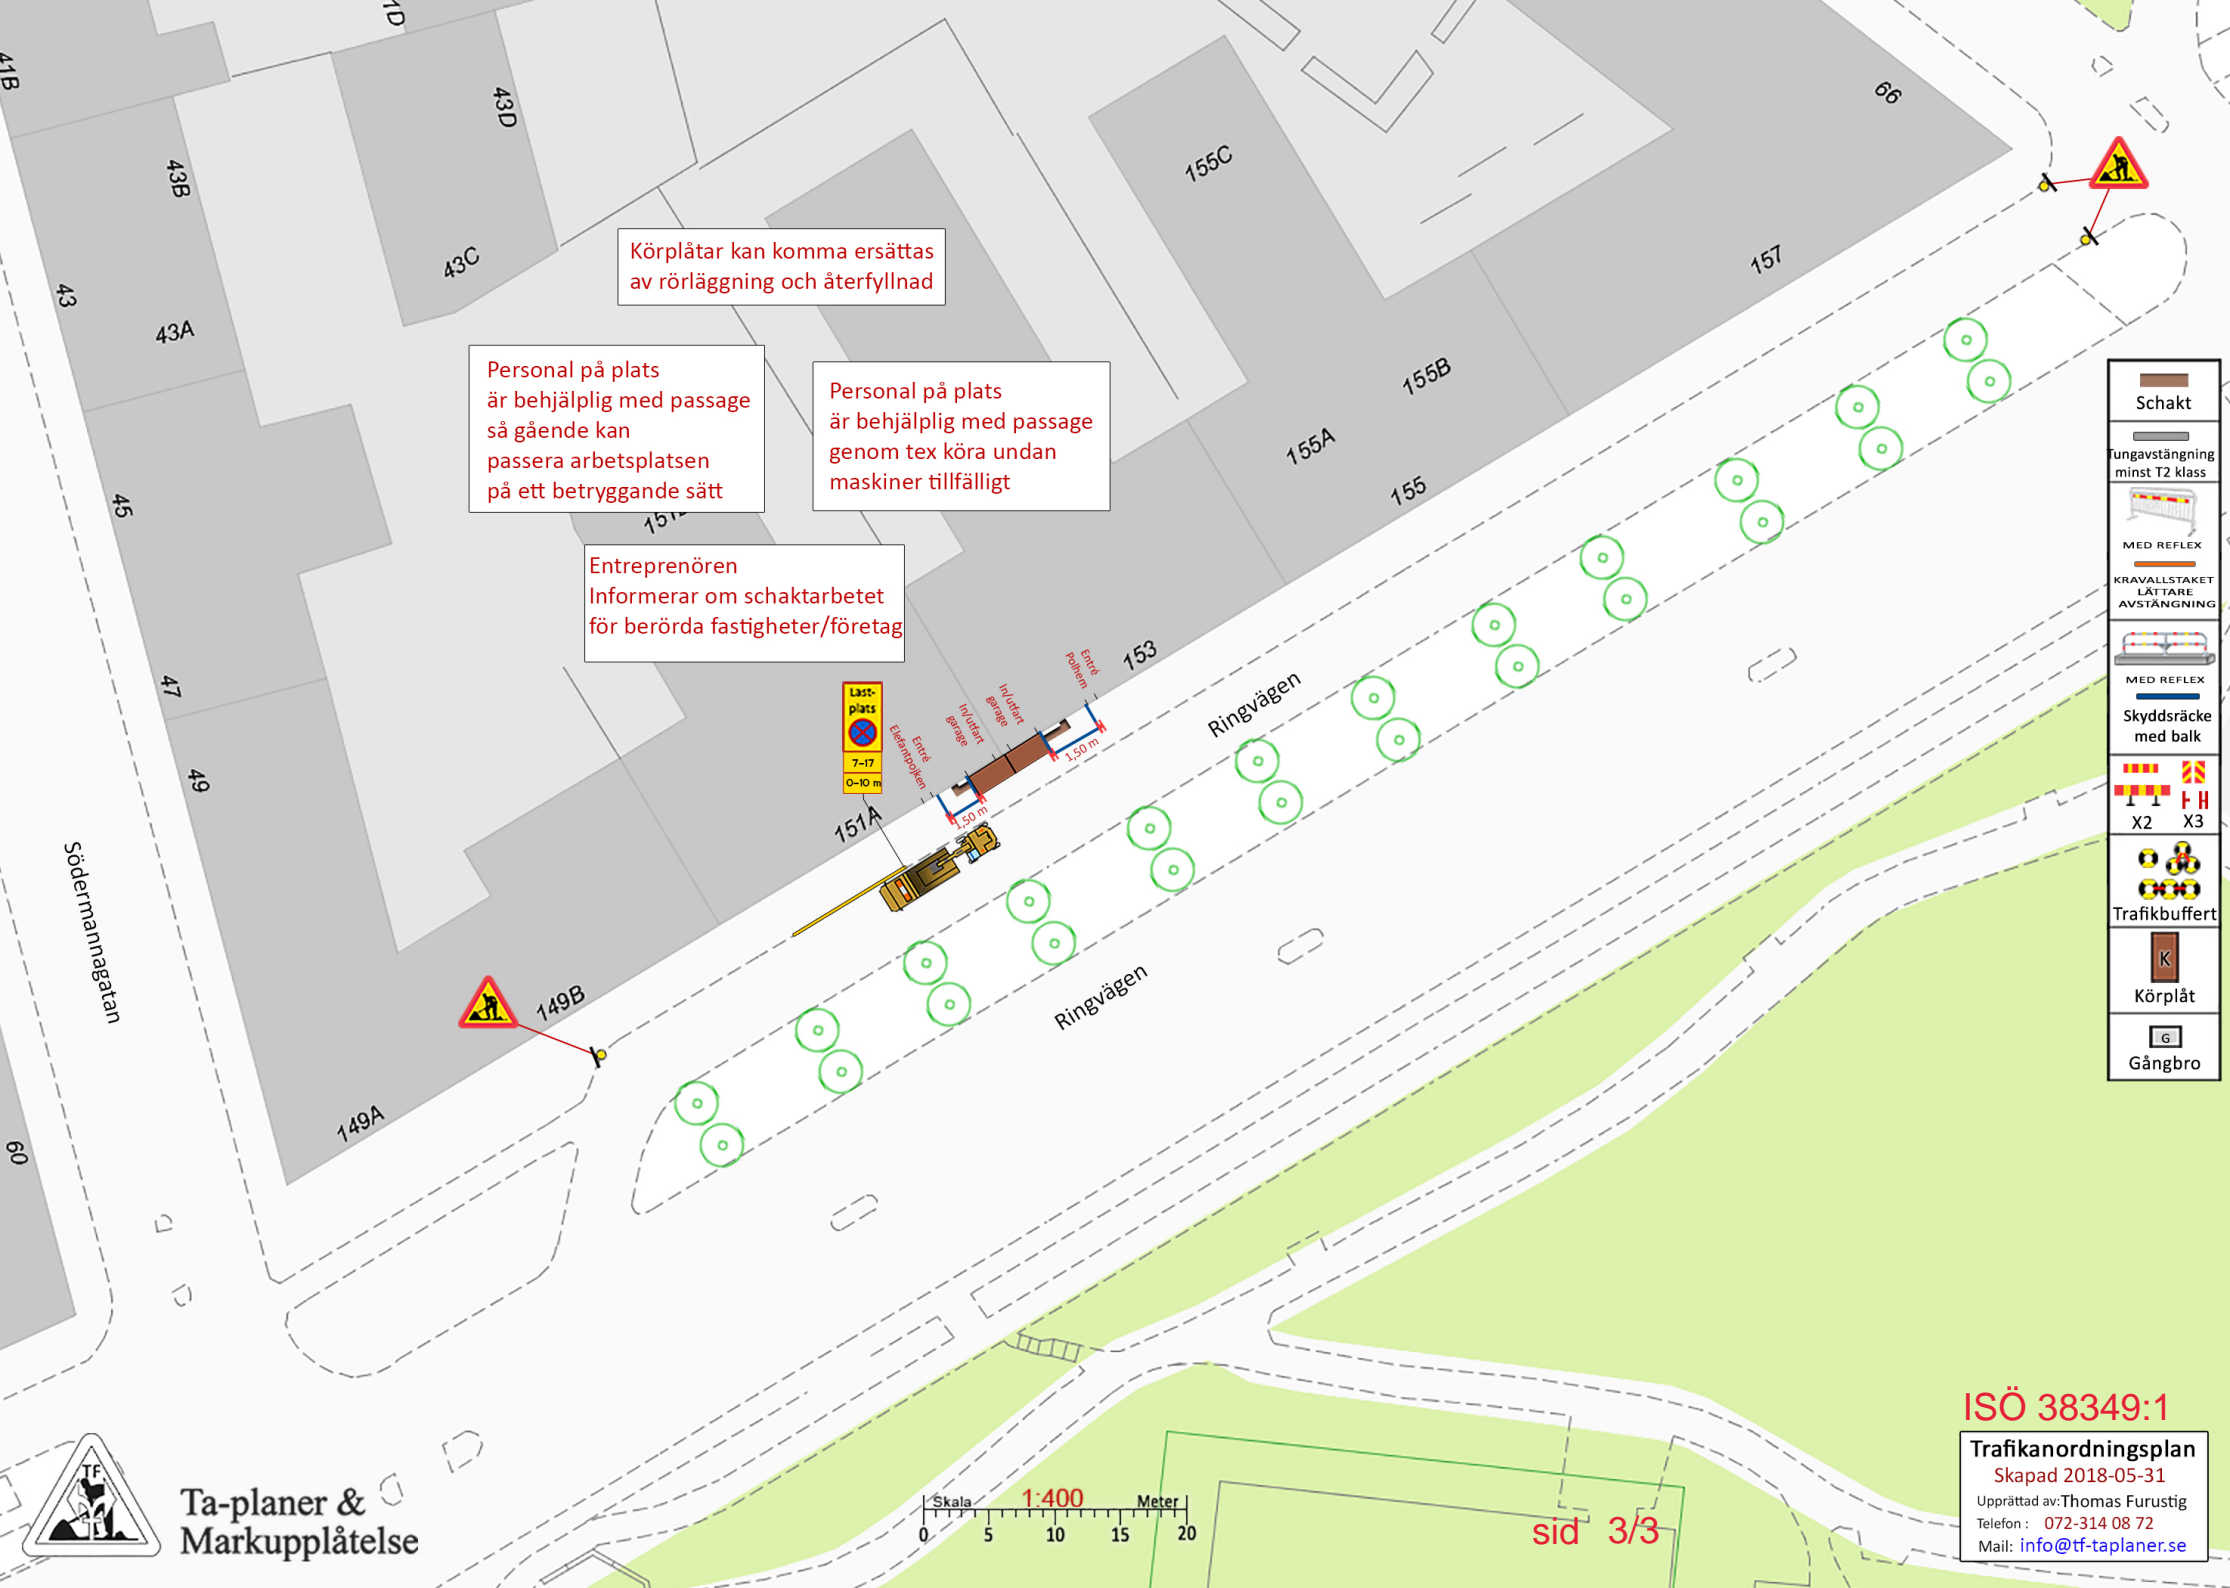 41B
1D
43D
43B
43C
43
43A
45
47
49
60
66
155C
157
155B
155A
155
153
151A
149B
149A
Körplåtar kan komma ersättas
av rörläggning och återfyllnad
Personal på plats
är behjälplig med passage
så gående kan
passera arbetsplatsen
på ett betryggande sätt
Personal på plats
är behjälplig med passage
genom tex köra undan
maskiner tillfälligt
Entreprenören
Informerar om schaktarbetet
för berörda fastigheter/företag
Last-
plats
7-17
0-10 m
Entré
Elefantpojken
In/utfart
garage
In/utfart
garage
Entré
Polhem
1,50 m
1,50 m
Ringvägen
Ringvägen
Södermannagatan
Schakt
Tungavstängning
minst T2 klass
MED REFLEX
KRAVALLSTAKET
LÄTTARE
AVSTÄNGNING
MED REFLEX
Skyddsräcke
med balk
X2 X3
Trafikbuffert
K
Körplåt
G
Gångbro
TF
Ta-planer &
Markupplåtelse
Skala 1:400 Meter
0 5 10 15 20
sid 3/3
ISÖ 38349:1
Trafikanordningsplan
Skapad 2018-05-31
Upprättad av:Thomas Furustig
Telefon : 072-314 08 72
Mail: info@tf-taplaner.se